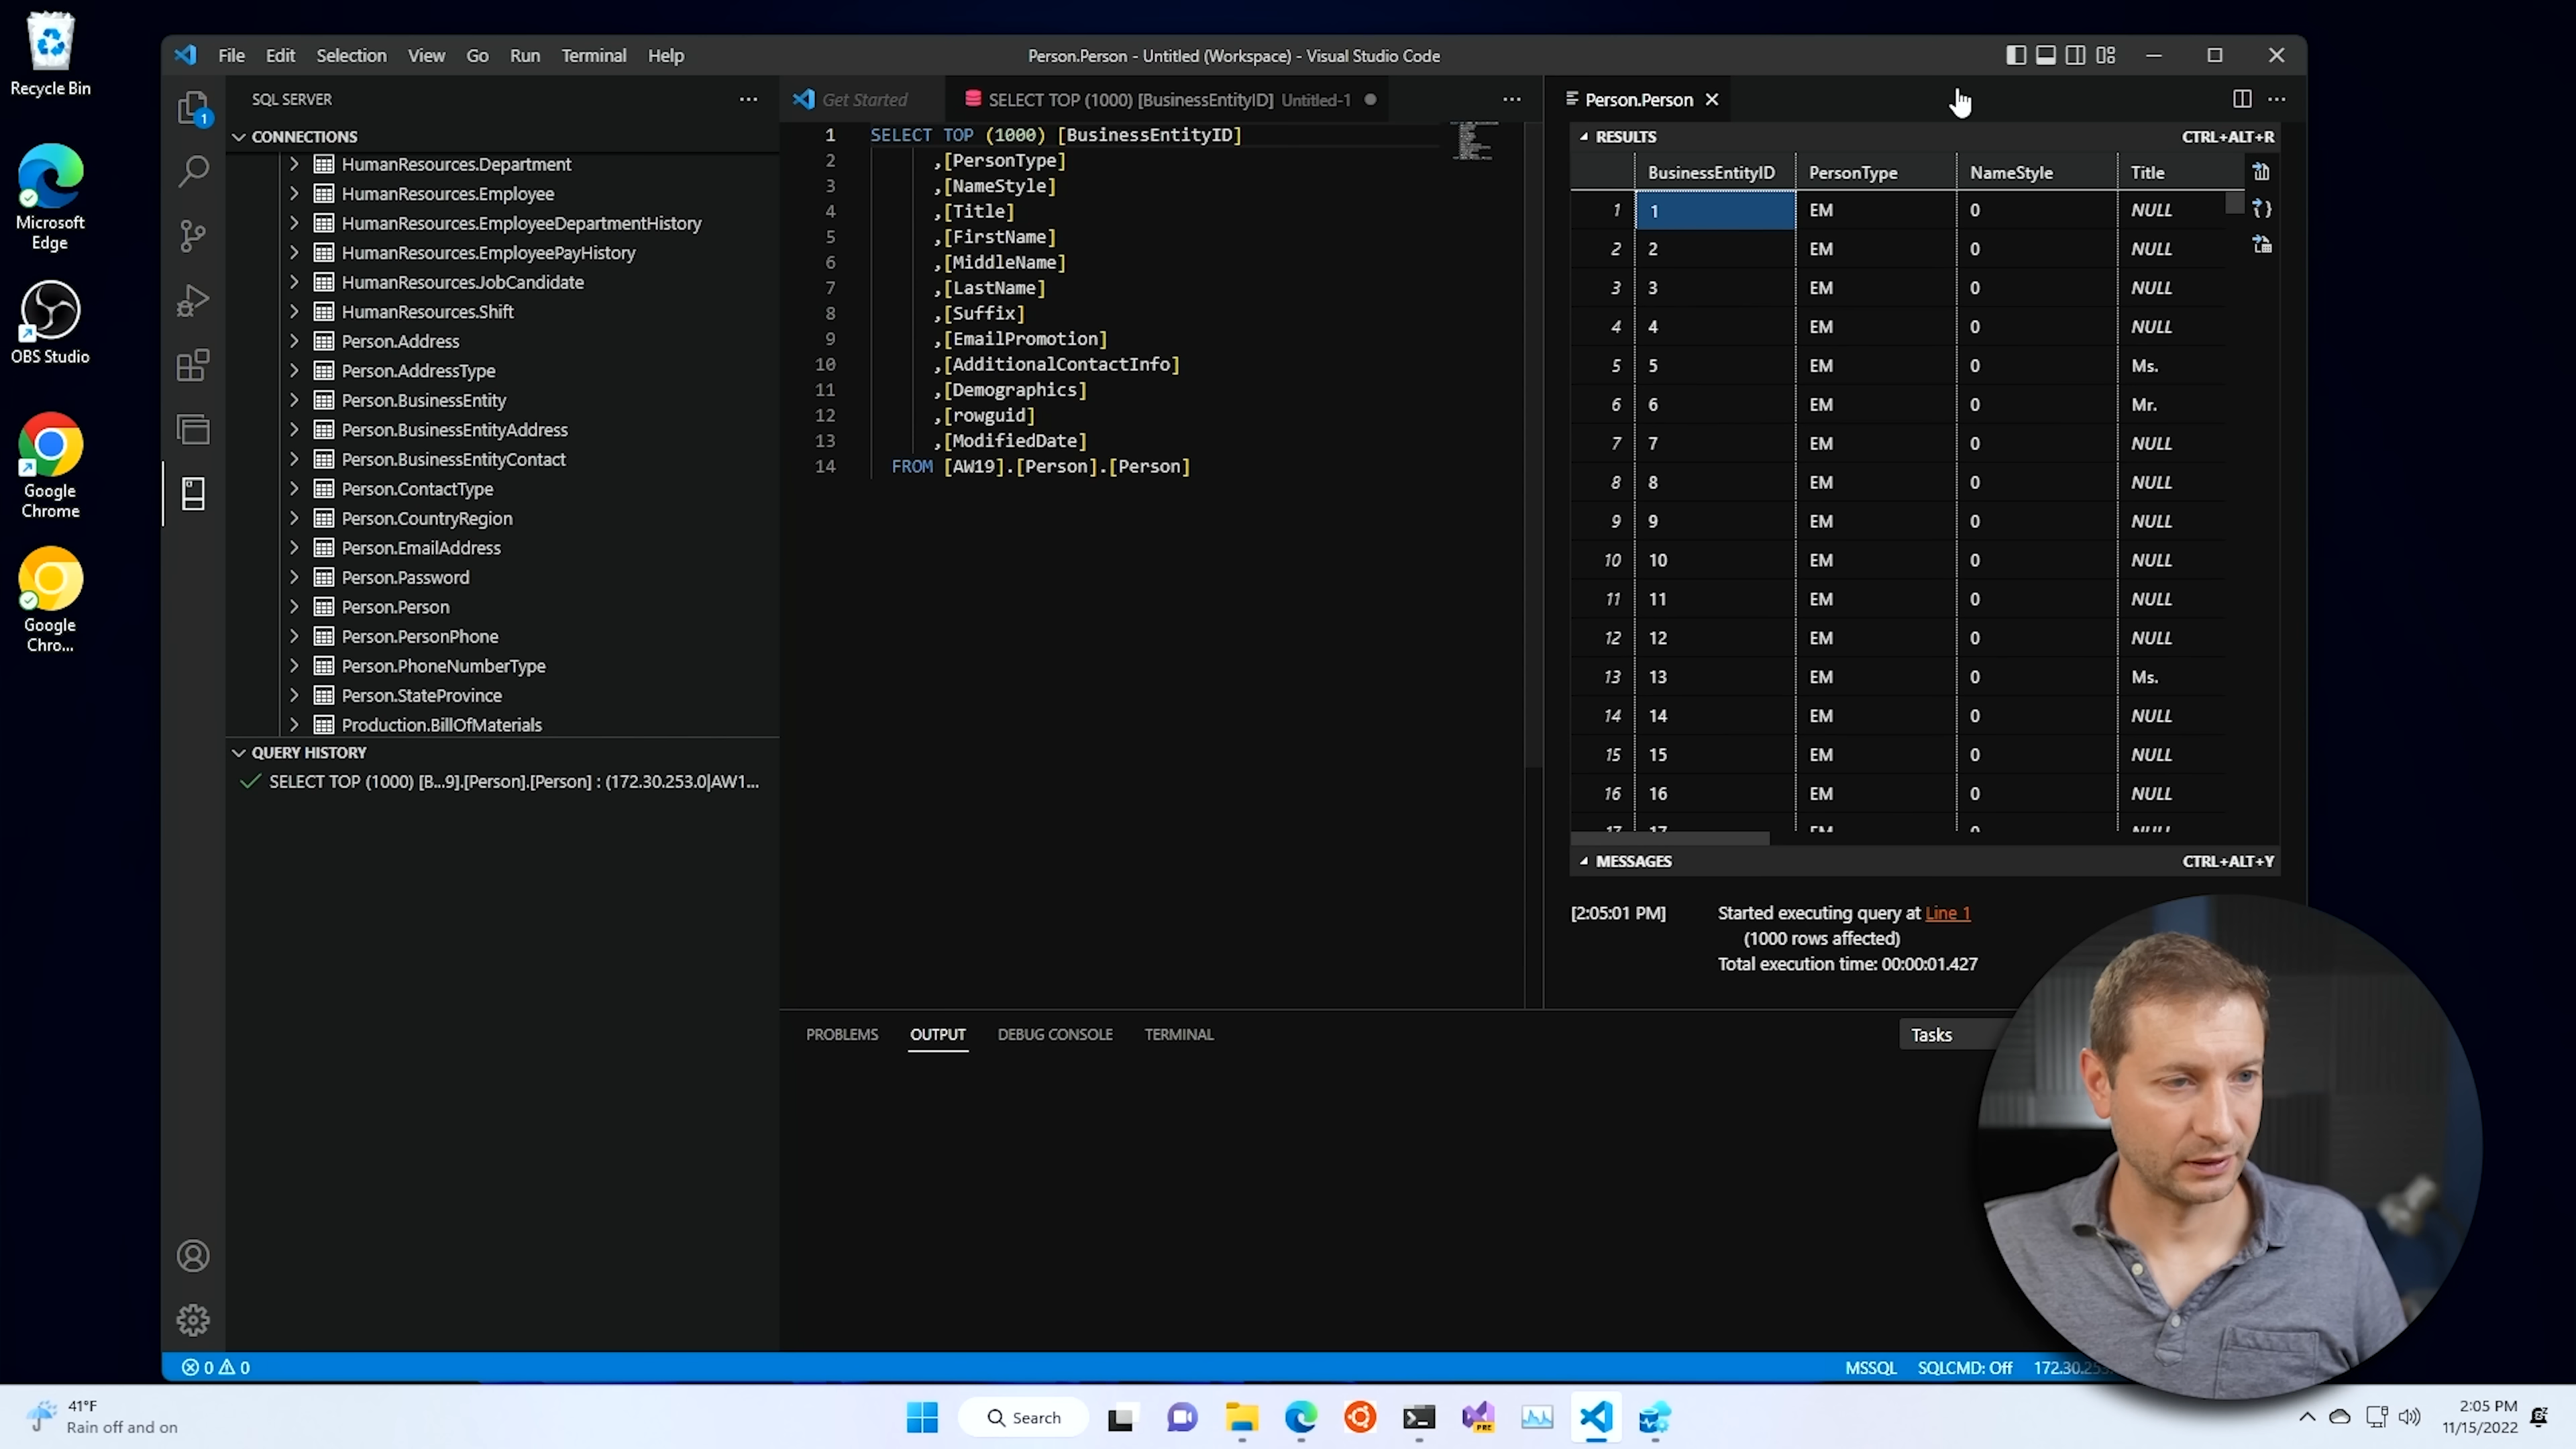 Recycle Bin
Microsoft
Edge
OBS Studio
Google
Chrome
Google
Chro...
File Edit Selection View Go Run Terminal Help
Person.Person - Untitled (Workspace) - Visual Studio Code
1
SQL SERVER
CONNECTIONS
HumanResources.Department
HumanResources.Employee
HumanResources.EmployeeDepartmentHistory
HumanResources.EmployeePayHistory
HumanResources.JobCandidate
HumanResources.Shift
Person.Address
Person.AddressType
Person.BusinessEntity
Person.BusinessEntityAddress
Person.BusinessEntityContact
Person.ContactType
Person.CountryRegion
Person.EmailAddress
Person.Password
Person.Person
Person.PersonPhone
Person.PhoneNumberType
Person.StateProvince
Production.BillOfMaterials
QUERY HISTORY
SELECT TOP (1000) [B...9].[Person].[Person] : (172.30.253.0|AW1...
Get Started
SELECT TOP (1000) [BusinessEntityID] Untitled-1
1 SELECT TOP (1000) [BusinessEntityID]
2 ,[PersonType]
3 ,[NameStyle]
4 ,[Title]
5 ,[FirstName]
6 ,[MiddleName]
7 ,[LastName]
8 ,[Suffix]
9 ,[EmailPromotion]
10 ,[AdditionalContactInfo]
11 ,[Demographics]
12 ,[rowguid]
13 ,[ModifiedDate]
14 FROM [AW19].[Person].[Person]
Person.Person
RESULTS CTRL+ALT+R
BusinessEntityID PersonType NameStyle Title
1 1 EM 0 NULL
2 2 EM 0 NULL
3 3 EM 0 NULL
4 4 EM 0 NULL
5 5 EM 0 Ms.
6 6 EM 0 Mr.
7 7 EM 0 NULL
8 8 EM 0 NULL
9 9 EM 0 NULL
10 10 EM 0 NULL
11 11 EM 0 NULL
12 12 EM 0 NULL
13 13 EM 0 Ms.
14 14 EM 0 NULL
15 15 EM 0 NULL
16 16 EM 0 NULL
17 17 EM 0 NULL
MESSAGES CTRL+ALT+Y
[2:05:01 PM] Started executing query at Line 1
(1000 rows affected)
Total execution time: 00:00:01.427
PROBLEMS OUTPUT DEBUG CONSOLE TERMINAL
Tasks
0 0
MSSQL SQLCMD: Off 172.30.253
41°F
Rain off and on
Search
PRE
2:05 PM
11/15/2022